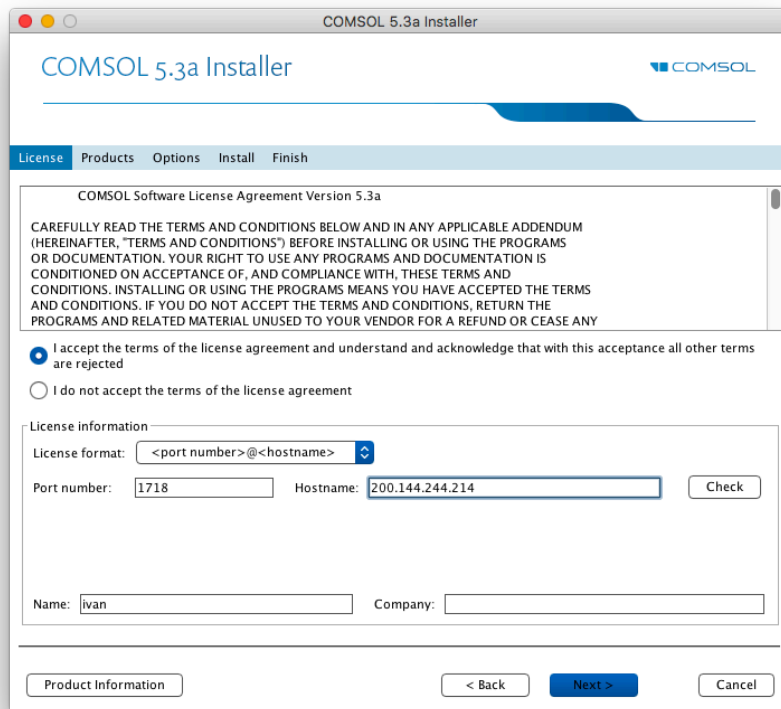 COMSOL 5.3a Installer
COMSOL 5.3a Installer
COMSOL
License Products Options Install Finish
COMSOL Software License Agreement Version 5.3a
CAREFULLY READ THE TERMS AND CONDITIONS BELOW AND IN ANY APPLICABLE ADDENDUM
(HEREINAFTER, "TERMS AND CONDITIONS") BEFORE INSTALLING OR USING THE PROGRAMS
OR DOCUMENTATION. YOUR RIGHT TO USE ANY PROGRAMS AND DOCUMENTATION IS
CONDITIONED ON ACCEPTANCE OF, AND COMPLIANCE WITH, THESE TERMS AND
CONDITIONS. INSTALLING OR USING THE PROGRAMS MEANS YOU HAVE ACCEPTED THE TERMS
AND CONDITIONS. IF YOU DO NOT ACCEPT THE TERMS AND CONDITIONS, RETURN THE
PROGRAMS AND RELATED MATERIAL UNUSED TO YOUR VENDOR FOR A REFUND OR CEASE ANY
I accept the terms of the license agreement and understand and acknowledge that with this acceptance all other terms
are rejected
I do not accept the terms of the license agreement
License information
License format: <port number>@<hostname>
Port number: 1718 Hostname: 200.144.244.214 Check
Name: ivan Company:
Product Information < Back Next > Cancel